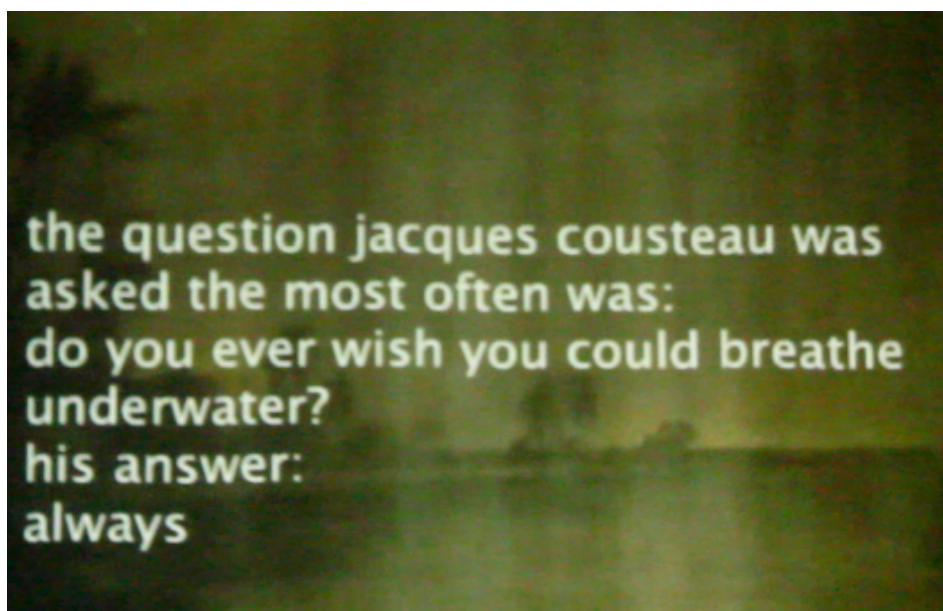 the question jacques cousteau was
asked the most often was:
do you ever wish you could breathe
underwater?
his answer:
always